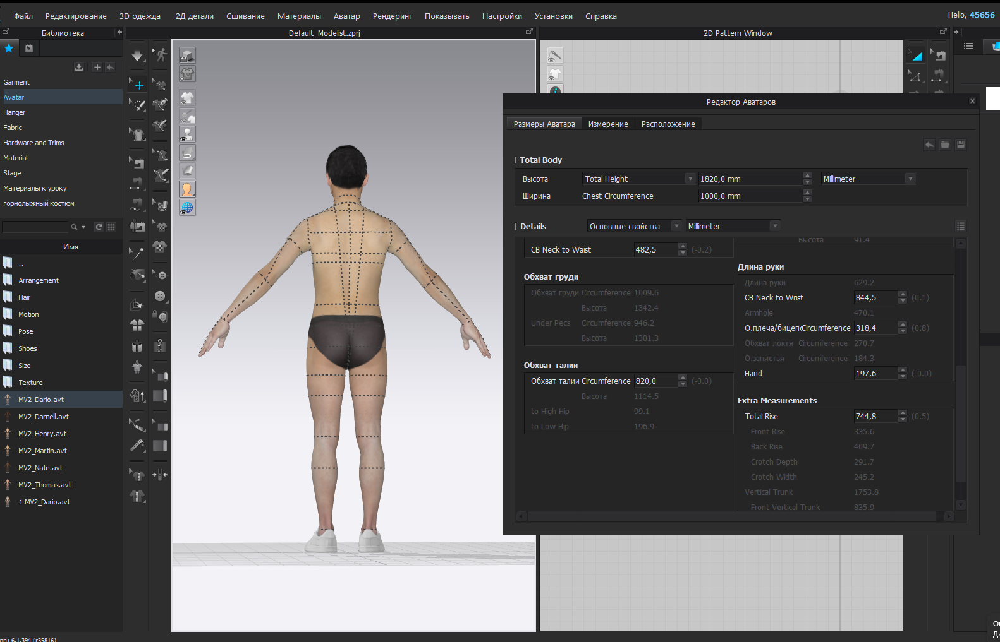 Файл Редактирование 3D одежда 2Д детали Сшивание Материалы Аватар Рендеринг Показывать Настройки Установки Справка
Hello, 45656
Библиотека
Default_Modelist.zprj
2D Pattern Window
Garment
Avatar
Hanger
Fabric
Hardware and Trims
Material
Stage
Материалы к уроку
горнолыжный костюм
Имя
..
Arrangement
Hair
Motion
Pose
Shoes
Size
Texture
MV2_Dario.avt
MV2_Darnell.avt
MV2_Henry.avt
MV2_Martin.avt
MV2_Nate.avt
MV2_Thomas.avt
1-MV2_Dario.avt
Редактор Аватаров
Размеры Аватара Измерение Расположение
Total Body
Высота Total Height 1820,0 mm Millimeter
Ширина Chest Circumference 1000,0 mm
Details Основные свойства Millimeter
CB Neck to Waist 482,5 (-0.2)
Обхват груди
Обхват груди Circumference 1009.6
Высота 1342.4
Under Pecs Circumference 946.2
Высота 1301.3
Обхват талии
Обхват талии Circumference 820,0 (-0.0)
Высота 1114.5
to High Hip 99.1
to Low Hip 196.9
Высота 91.4
Длина руки
Длина руки 629.2
CB Neck to Wrist 844,5 (0.1)
Armhole 470.1
О.плеча/бицепсCircumference 318,4 (0.8)
Обхват локтя Circumference 270.7
О.запястья Circumference 184.3
Hand 197,6 (-0.0)
Extra Measurements
Total Rise 744,8 (0.5)
Front Rise 335.6
Back Rise 409.7
Crotch Depth 291.7
Crotch Width 245.2
Vertical Trunk 1753.8
Front Vertical Trunk 835.9
on: 6.1.394 (r35816)